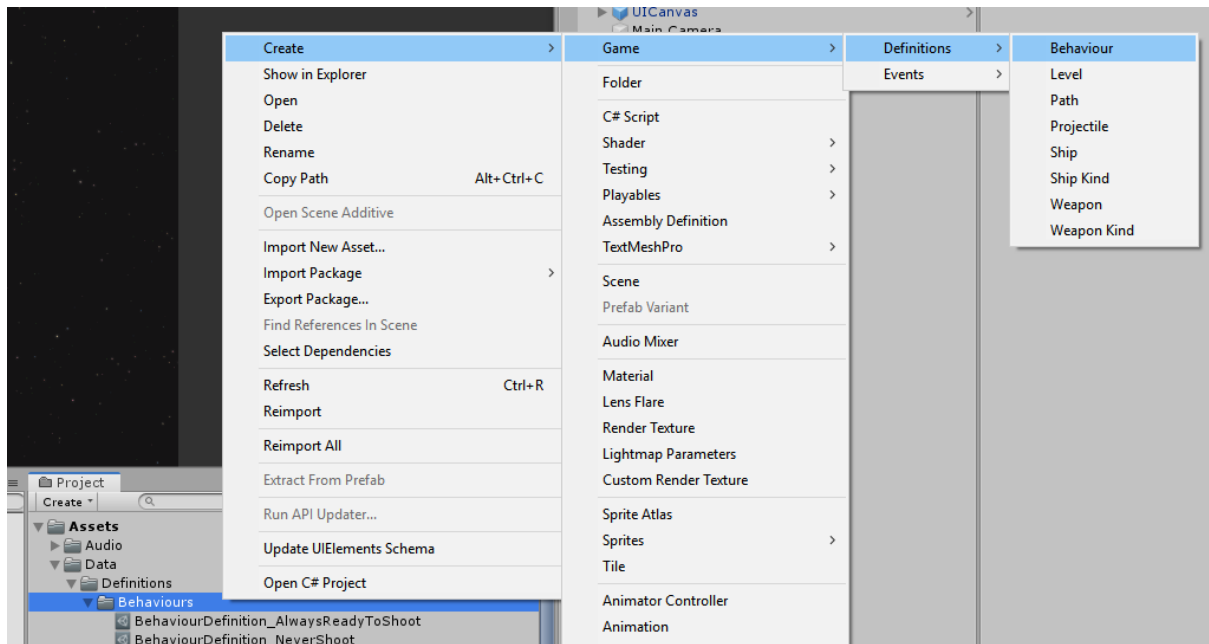 UICanvas
Main Camera
Create
Show in Explorer
Open
Delete
Rename
Copy Path Alt+Ctrl+C
Open Scene Additive
Import New Asset...
Import Package
Export Package...
Find References In Scene
Select Dependencies
Refresh Ctrl+R
Reimport
Reimport All
Extract From Prefab
Run API Updater...
Update UIElements Schema
Open C# Project
Game
Folder
C# Script
Shader
Testing
Playables
Assembly Definition
TextMeshPro
Scene
Prefab Variant
Audio Mixer
Material
Lens Flare
Render Texture
Lightmap Parameters
Custom Render Texture
Sprite Atlas
Sprites
Tile
Animator Controller
Animation
Definitions
Events
Behaviour
Level
Path
Projectile
Ship
Ship Kind
Weapon
Weapon Kind
Project
Create
Assets
Audio
Data
Definitions
Behaviours
BehaviourDefinition_AlwaysReadyToShoot
BehaviourDefinition_NeverShoot